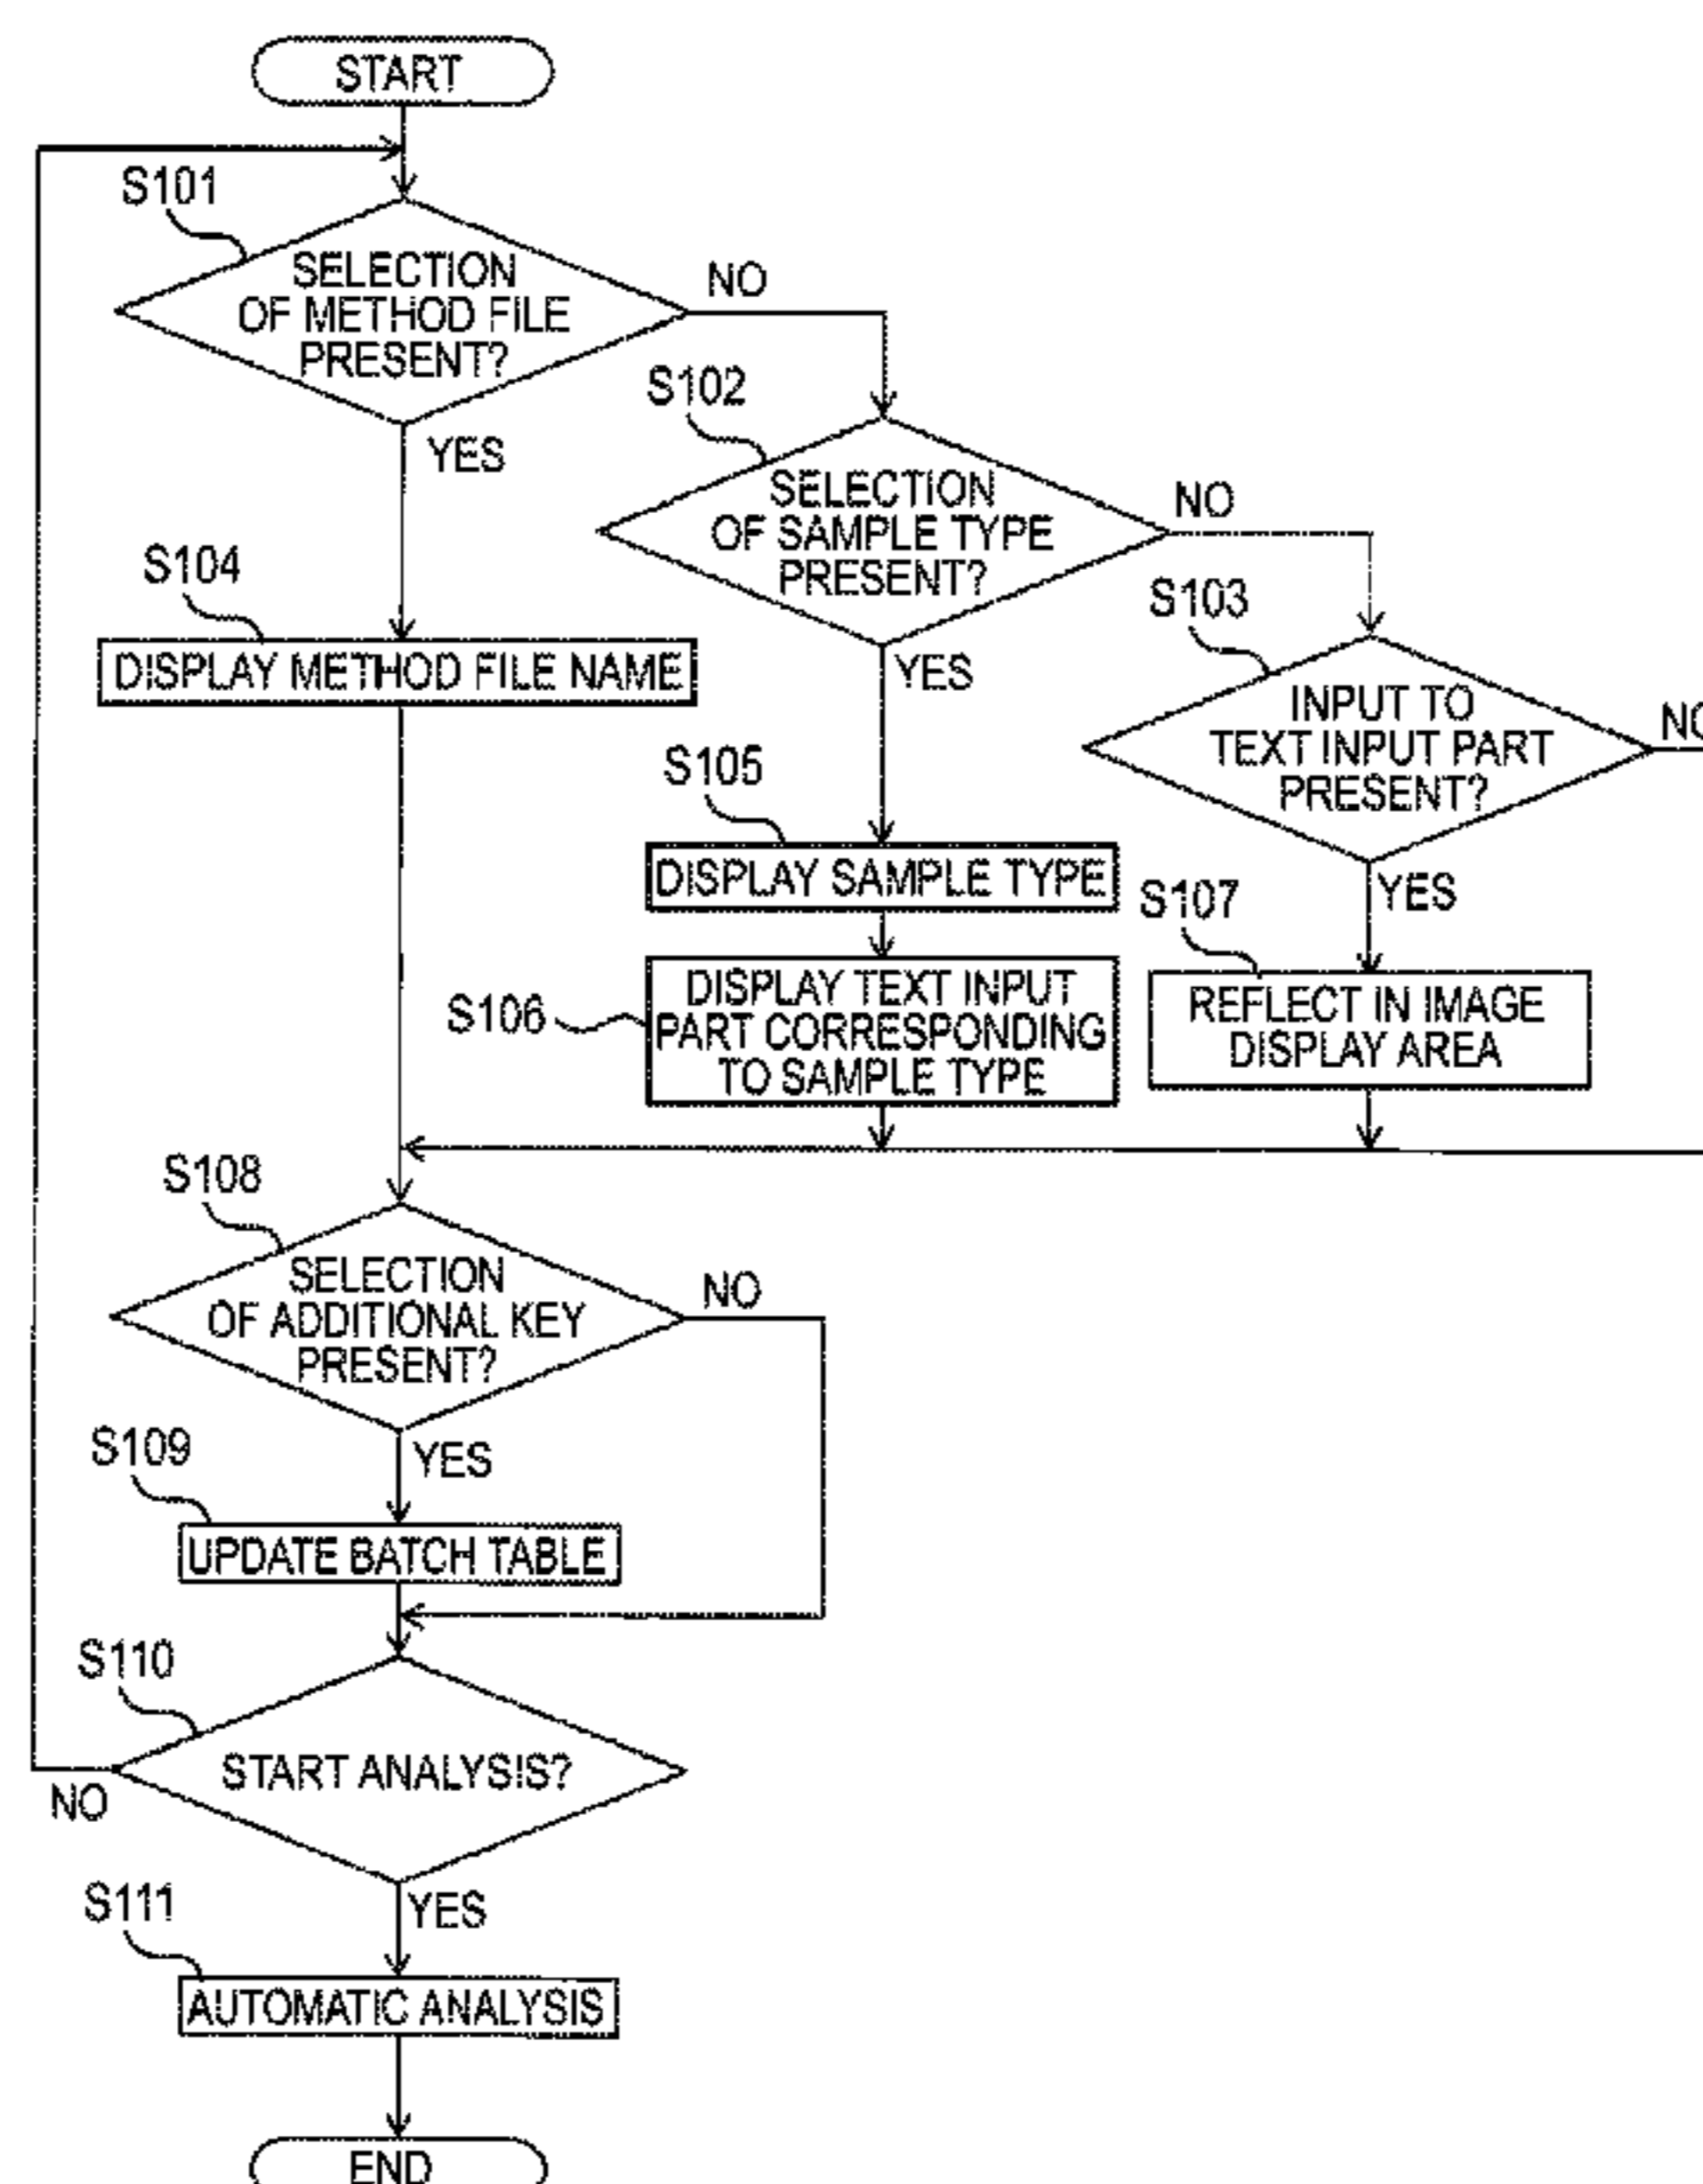 START
S101
SELECTION
OF METHOD FILE
PRESENT?
NO
YES
S102
SELECTION
OF SAMPLE TYPE
PRESENT?
NO
YES
S103
INPUT TO
TEXT INPUT PART
PRESENT?
NO
YES
S104
DISPLAY METHOD FILE NAME
S105
DISPLAY SAMPLE TYPE
S106
DISPLAY TEXT INPUT
PART CORRESPONDING
TO SAMPLE TYPE
S107
REFLECT IN IMAGE
DISPLAY AREA
S108
SELECTION
OF ADDITIONAL KEY
PRESENT?
NO
YES
S109
UPDATE BATCH TABLE
S110
START ANALYSIS?
NO
YES
S111
AUTOMATIC ANALYSIS
END